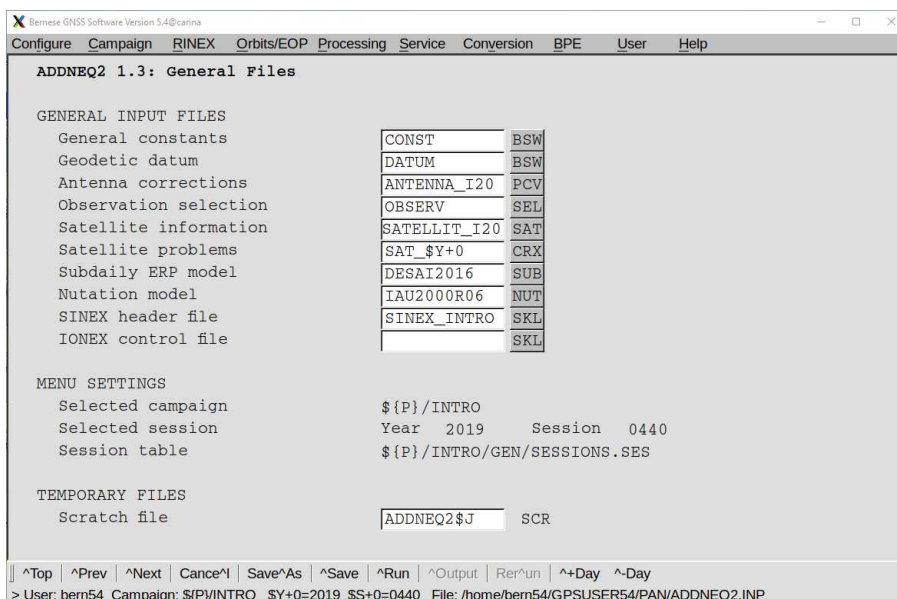 Bernese GNSS Software Version 5.4@carina
Configure Campaign RINEX Orbits/EOP Processing Service Conversion BPE User Help
ADDNEQ2 1.3: General Files
GENERAL INPUT FILES
General constants CONST BSW
Geodetic datum DATUM BSW
Antenna corrections ANTENNA_I20 PCV
Observation selection OBSERV SEL
Satellite information SATELLIT_I20 SAT
Satellite problems SAT_$Y+0 CRX
Subdaily ERP model DESAI2016 SUB
Nutation model IAU2000R06 NUT
SINEX header file SINEX_INTRO SKL
IONEX control file SKL
MENU SETTINGS
Selected campaign ${P}/INTRO
Selected session Year 2019 Session 0440
Session table ${P}/INTRO/GEN/SESSIONS.SES
TEMPORARY FILES
Scratch file ADDNEQ2$J SCR
^Top | ^Prev | ^Next | Cance^l | Save^As | ^Save | ^Run | ^Output | Rer^un | ^+Day ^-Day
> User: bern54 Campaign: ${P}/INTRO $Y+0=2019 $S+0=0440 File: /home/bern54/GPSUSER54/PAN/ADDNEQ2.INP